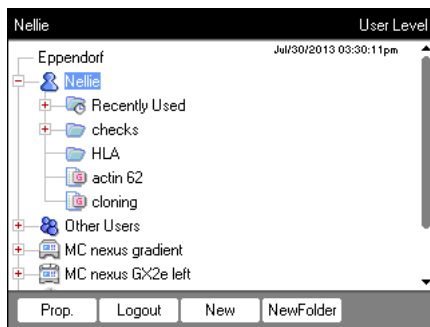 Nellie User Level
Jul/30/2013 03:30:11pm
Eppendorf
Nellie
Recently Used
checks
HLA
actin 62
cloning
Other Users
MC nexus gradient
MC nexus GX2e left
Prop. Logout New NewFolder